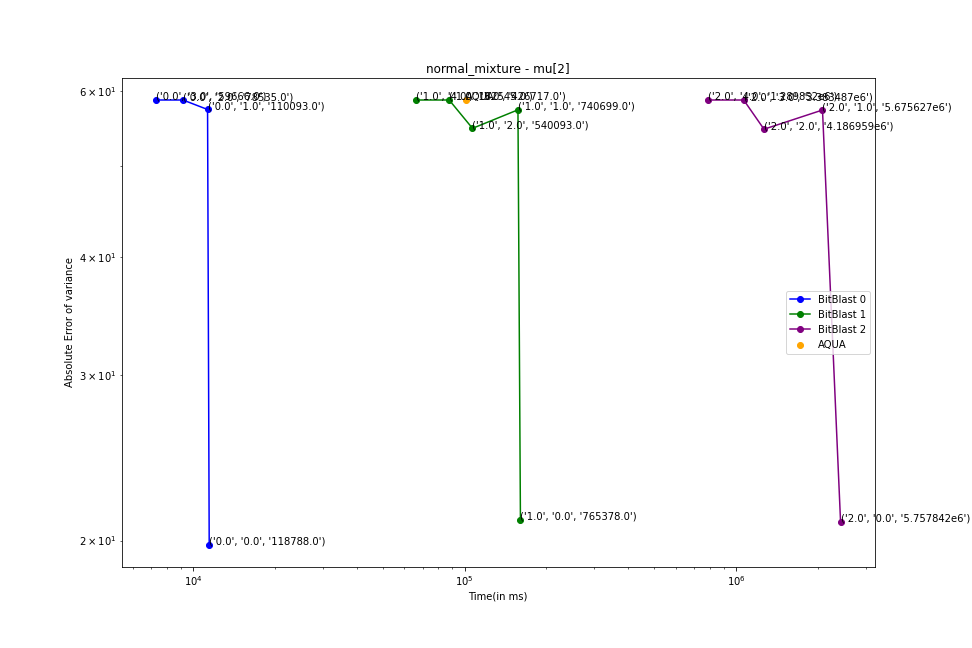 normal_mixture - mu[2]
6 × 10¹
4 × 10¹
3 × 10¹
2 × 10¹
Absolute Error of variance
('0.0', '1.0', '110093.0')
('0.0', '0.0', '118788.0')
('1.0', '1.0', '740699.0')
('1.0', '2.0', '540093.0')
('1.0', '0.0', '765378.0')
('2.0', '1.0', '5.675627e6')
('2.0', '2.0', '4.186959e6')
('2.0', '0.0', '5.757842e6')
BitBlast 0
BitBlast 1
BitBlast 2
AQUA
10⁴
10⁵
10⁶
Time(in ms)